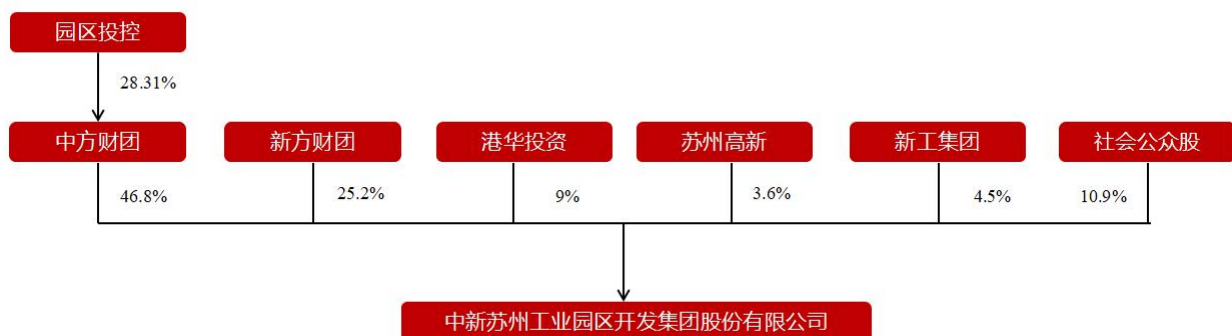 园区投控
28.31%
中方财团
新方财团
港华投资
苏州高新
新工集团
社会公众股
46.8%
25.2%
9%
3.6%
4.5%
10.9%
中新苏州工业园区开发集团股份有限公司